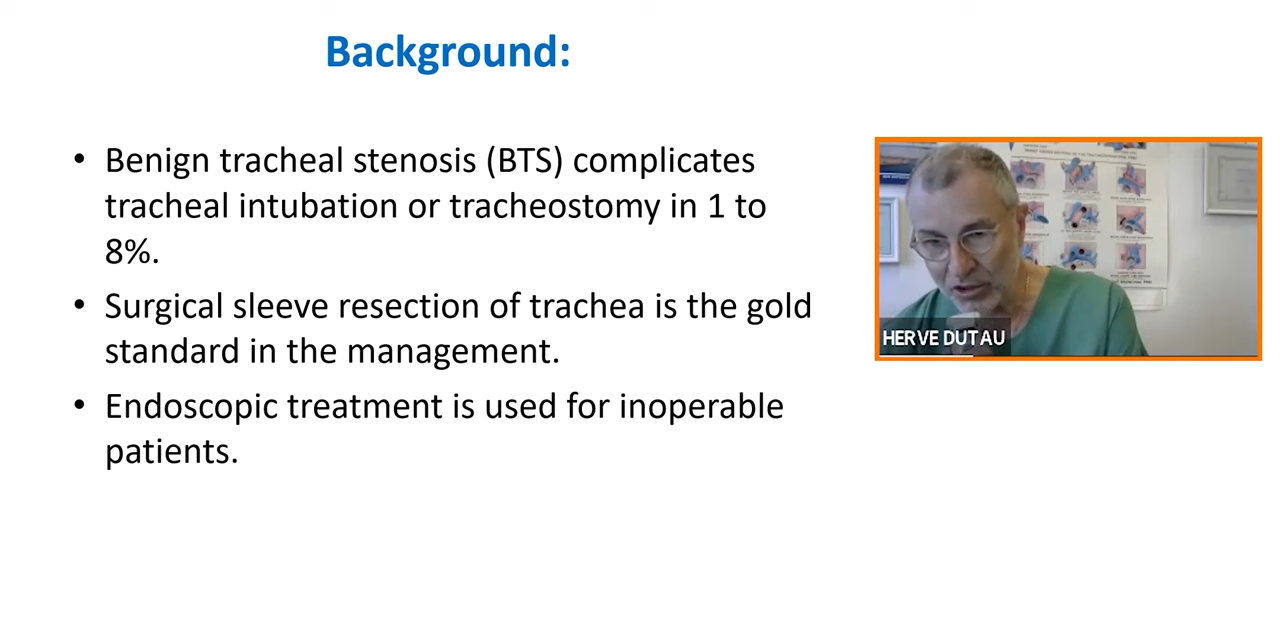 Background:
• Benign tracheal stenosis (BTS) complicates
tracheal intubation or tracheostomy in 1 to
8%.
• Surgical sleeve resection of trachea is the gold
standard in the management.
• Endoscopic treatment is used for inoperable
patients.
HERVE DUTAU